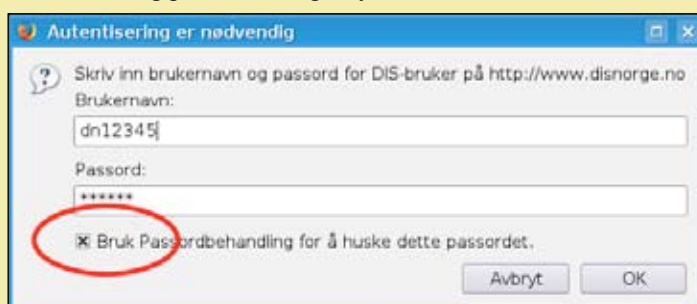 Autentisering er nødvendig
Skriv inn brukernavn og passord for DIS-bruker på http://www.disnorge.no
Brukernavn:
dn12345
Passord:
******
Bruk Passordbehandling for å huske dette passordet.
Avbryt OK